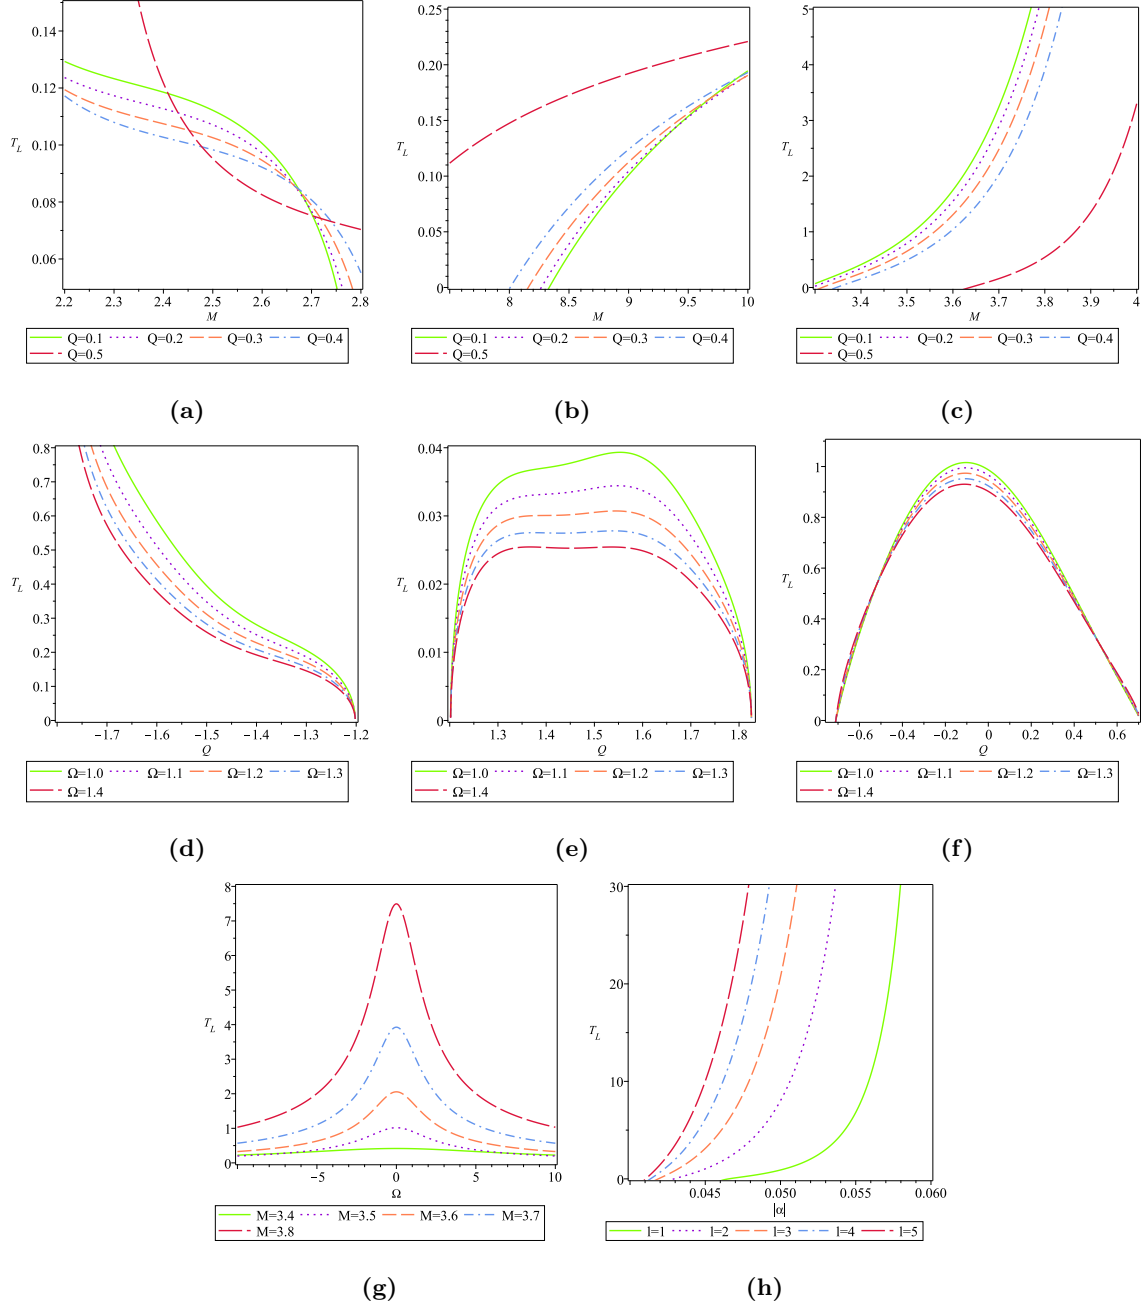 0.14
0.12
T_L 0.10
0.08
0.06
2.2 2.3 2.4 2.5 2.6 2.7 2.8
M
Q=0.1 Q=0.2 Q=0.3 Q=0.4
Q=0.5
(a)
0.25
0.20
0.15
T_L
0.10
0.05
0
8 8.5 9 9.5 10
M
Q=0.1 Q=0.2 Q=0.3 Q=0.4
Q=0.5
(b)
5
4
3
T_L
2
1
0
3.4 3.5 3.6 3.7 3.8 3.9 4
M
Q=0.1 Q=0.2 Q=0.3 Q=0.4
Q=0.5
(c)
0.8
0.7
0.6
0.5
T_L 0.4
0.3
0.2
0.1
0
−1.7 −1.6 −1.5 −1.4 −1.3 −1.2
Q
Ω=1.0 Ω=1.1 Ω=1.2 Ω=1.3
Ω=1.4
(d)
0.04
0.03
T_L
0.02
0.01
0
1.3 1.4 1.5 1.6 1.7 1.8
Q
Ω=1.0 Ω=1.1 Ω=1.2 Ω=1.3
Ω=1.4
(e)
1
0.8
T_L 0.6
0.4
0.2
0
−0.6 −0.4 −0.2 0 0.2 0.4 0.6
Q
Ω=1.0 Ω=1.1 Ω=1.2 Ω=1.3
Ω=1.4
(f)
8
7
6
5
T_L 4
3
2
1
0
−5 0 5 10
Ω
M=3.4 M=3.5 M=3.6 M=3.7
M=3.8
(g)
30
20
T_L
10
0
0.045 0.050 0.055 0.060
|α|
l=1 l=2 l=3 l=4 l=5
(h)